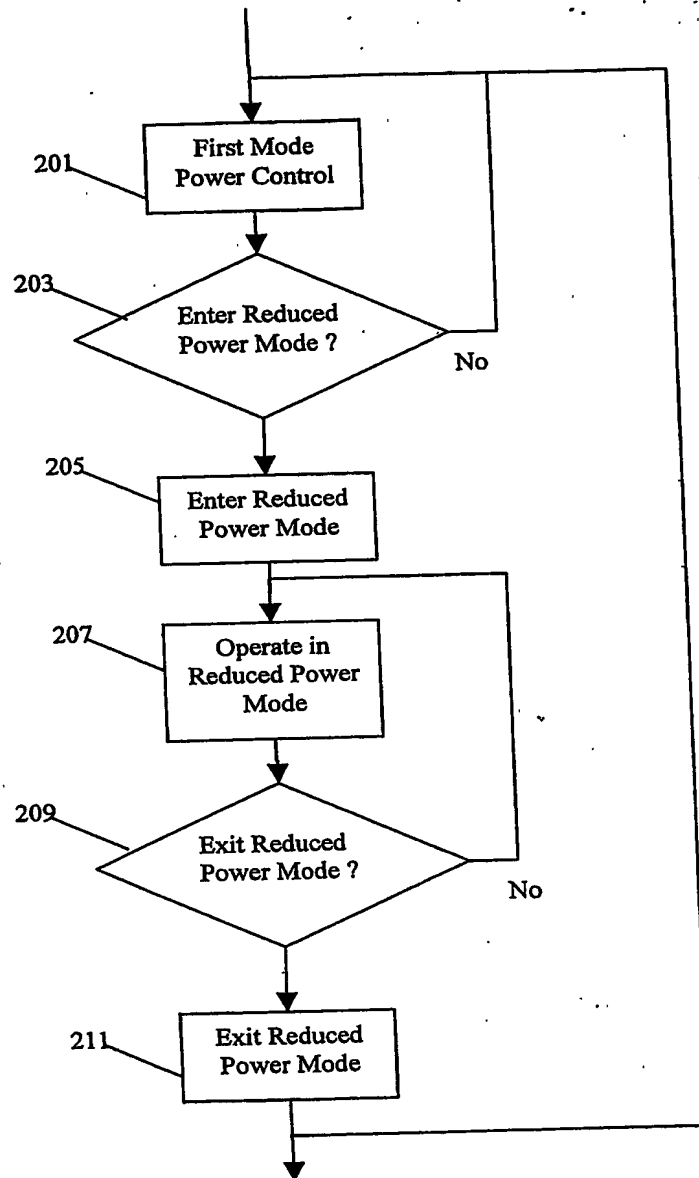 First Mode
Power Control
201
203
Enter Reduced
Power Mode ?
No
205
Enter Reduced
Power Mode
207
Operate in
Reduced Power
Mode
209
Exit Reduced
Power Mode ?
No
211
Exit Reduced
Power Mode